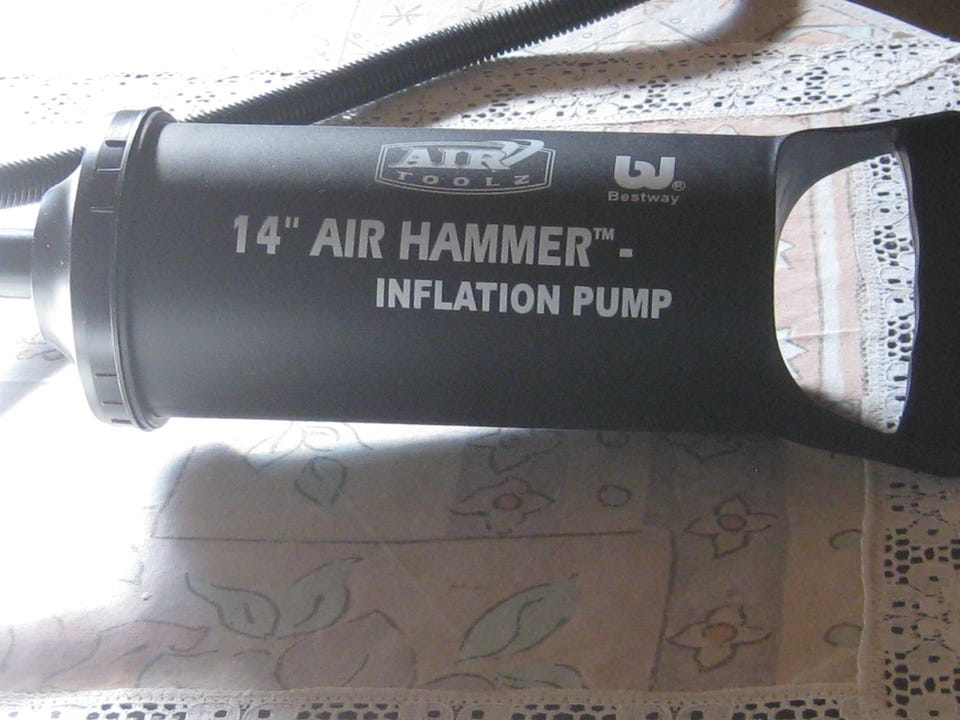 AIR
TOOLZ
Bestway®
14" AIR HAMMER™ -
INFLATION PUMP